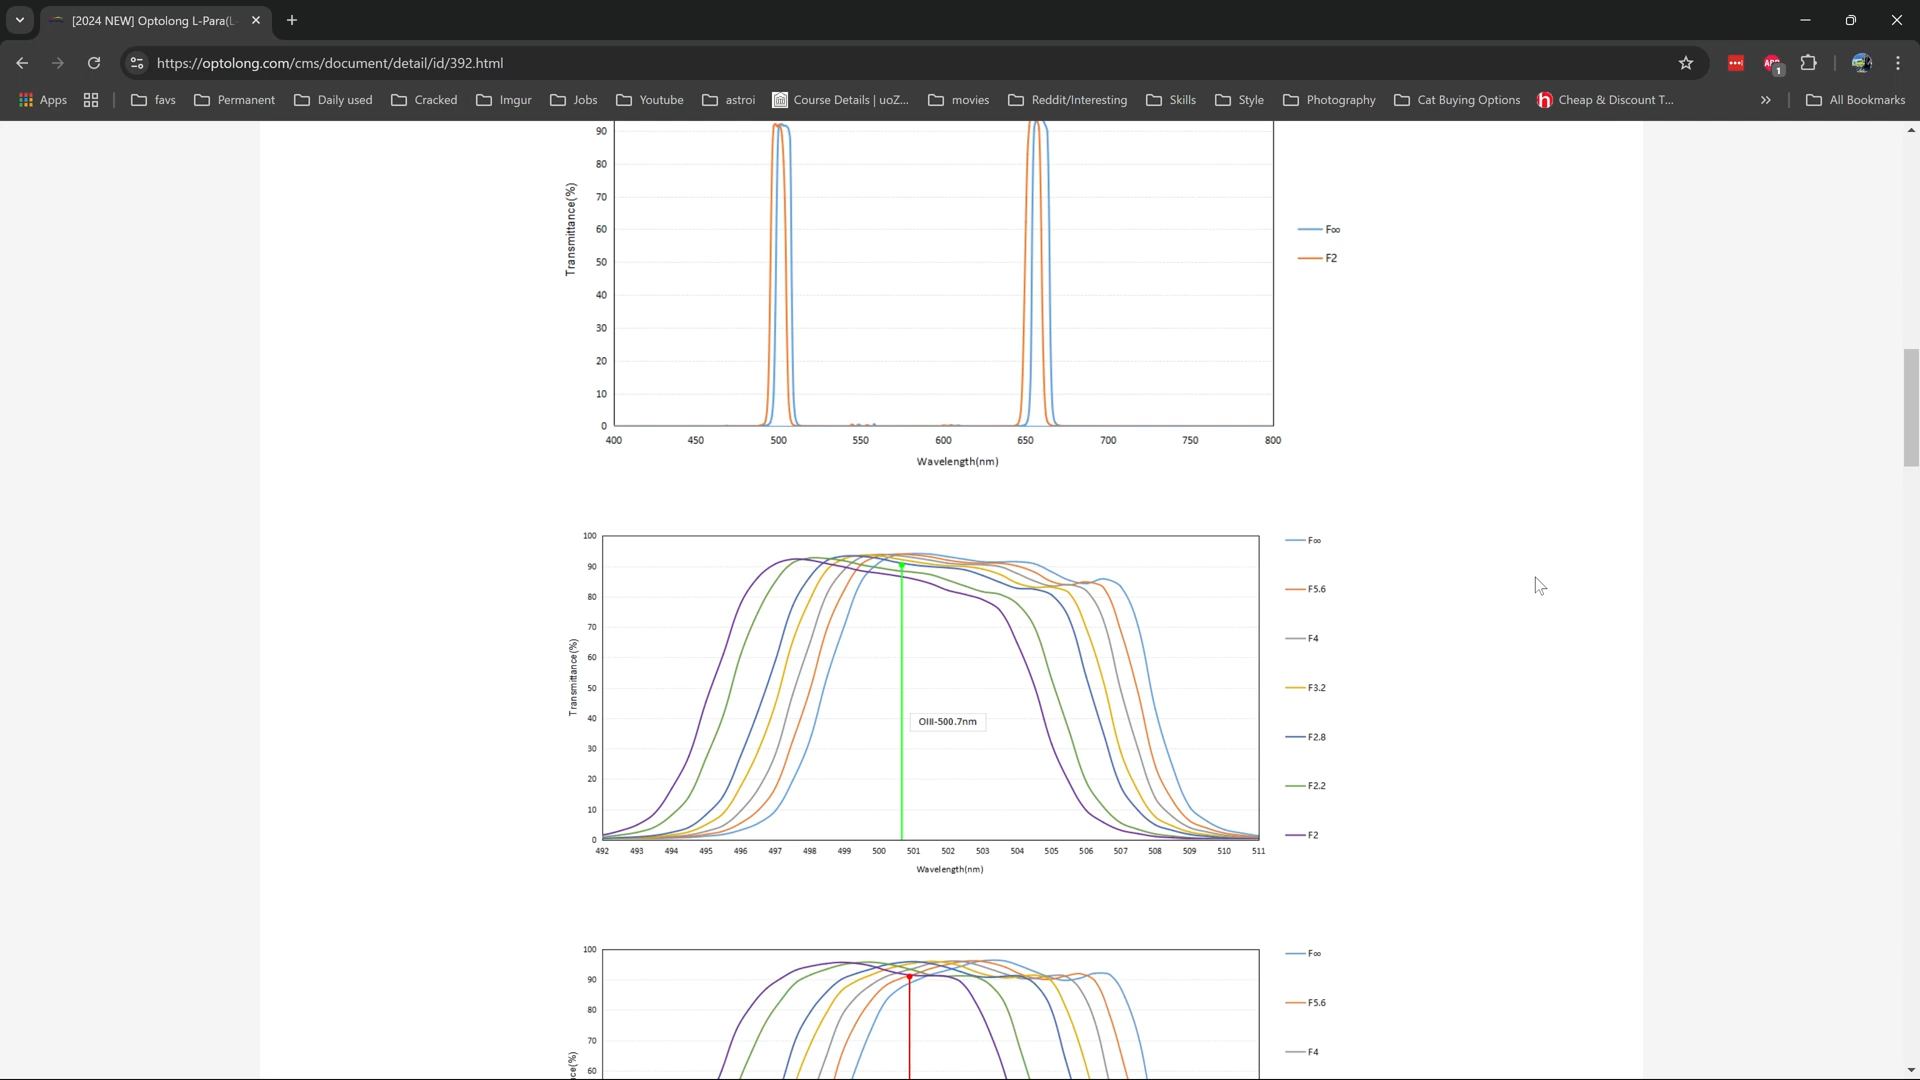 [2024 NEW] Optolong L-Para(L-
https://optolong.com/cms/document/detail/id/392.html
ABP
1
Apps
favs
Permanent
Daily used
Cracked
Imgur
Jobs
Youtube
astroi
Course Details | uoZ...
movies
Reddit/Interesting
Skills
Style
Photography
Cat Buying Options
h Cheap & Discount T...
»
All Bookmarks
90
80
70
60
50
40
30
20
10
0
Transmittance(%)
400 450 500 550 600 650 700 750 800
Wavelength(nm)
F∞
F2
100
90
80
70
60
50
40
30
20
10
0
Transmittance(%)
OIII-500.7nm
492 493 494 495 496 497 498 499 500 501 502 503 504 505 506 507 508 509 510 511
Wavelength(nm)
F∞
F5.6
F4
F3.2
F2.8
F2.2
F2
100
90
80
70
60
ce(%)
F∞
F5.6
F4